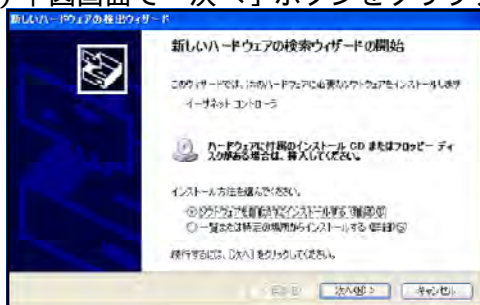 下図画面で「次へ」ボタンをクリック
新しいハードウェアの検出ウィザード
新しいハードウェアの検索ウィザードの開始
このウィザードでは、次のハードウェアに必要なソフトウェアをインストールします
イーサネット コントローラ
ハードウェアに付属のインストール CD またはフロッピー ディ
スクがある場合は、挿入してください。
インストール方法を選んでください。
ソフトウェアを自動的にインストールする (推奨)(I)
一覧または特定の場所からインストールする (詳細)(S)
続行するには、[次へ] をクリックしてください。
次へ(N) >
キャンセル